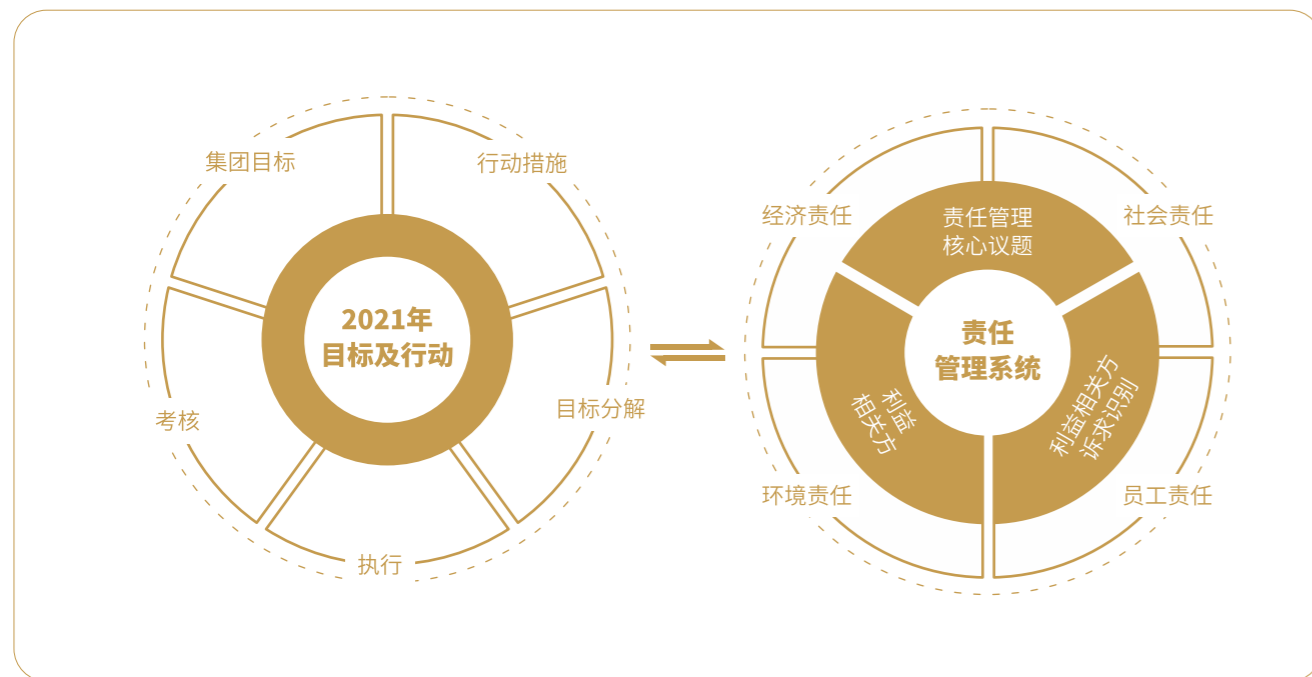 集团目标
行动措施
2021年
目标及行动
考核
目标分解
执行
经济责任
责任管理
核心议题
社会责任
责任
管理系统
利益
相关方
利益相关方
诉求识别
环境责任
员工责任